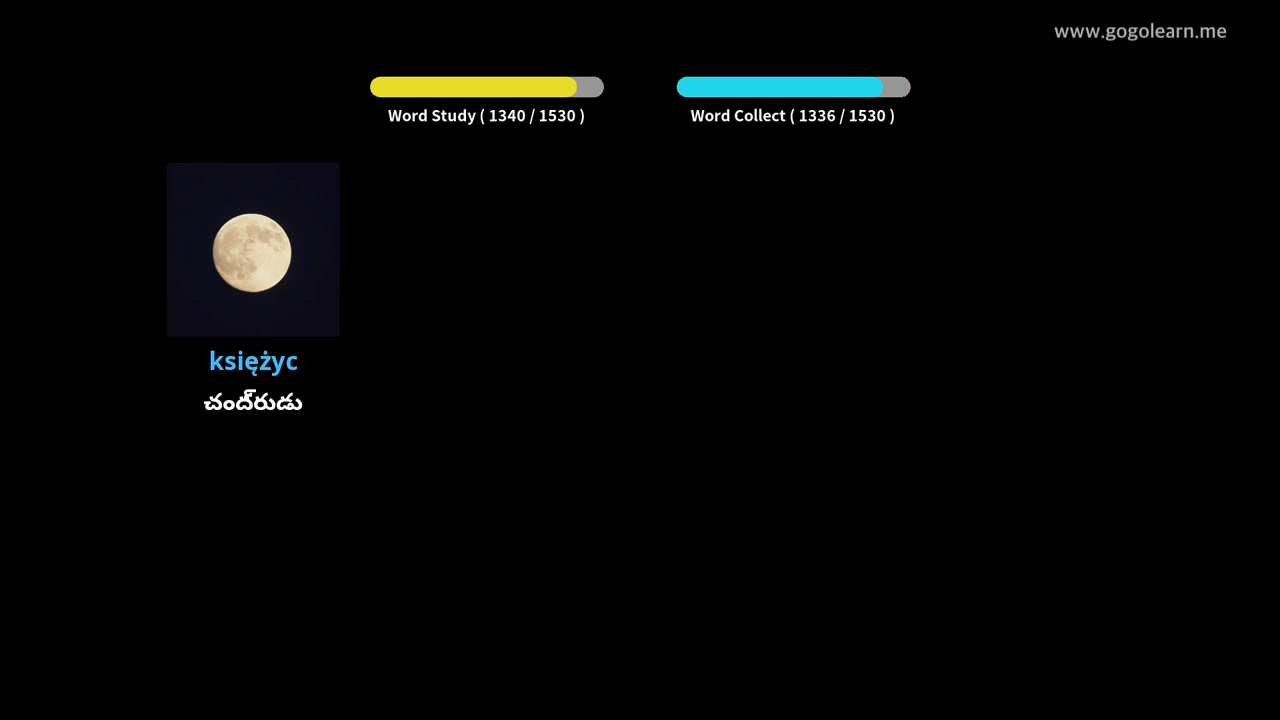 www.gogolearn.me
Word Study ( 1340 / 1530 )
Word Collect ( 1336 / 1530 )
księżyc
చంద్రుడు